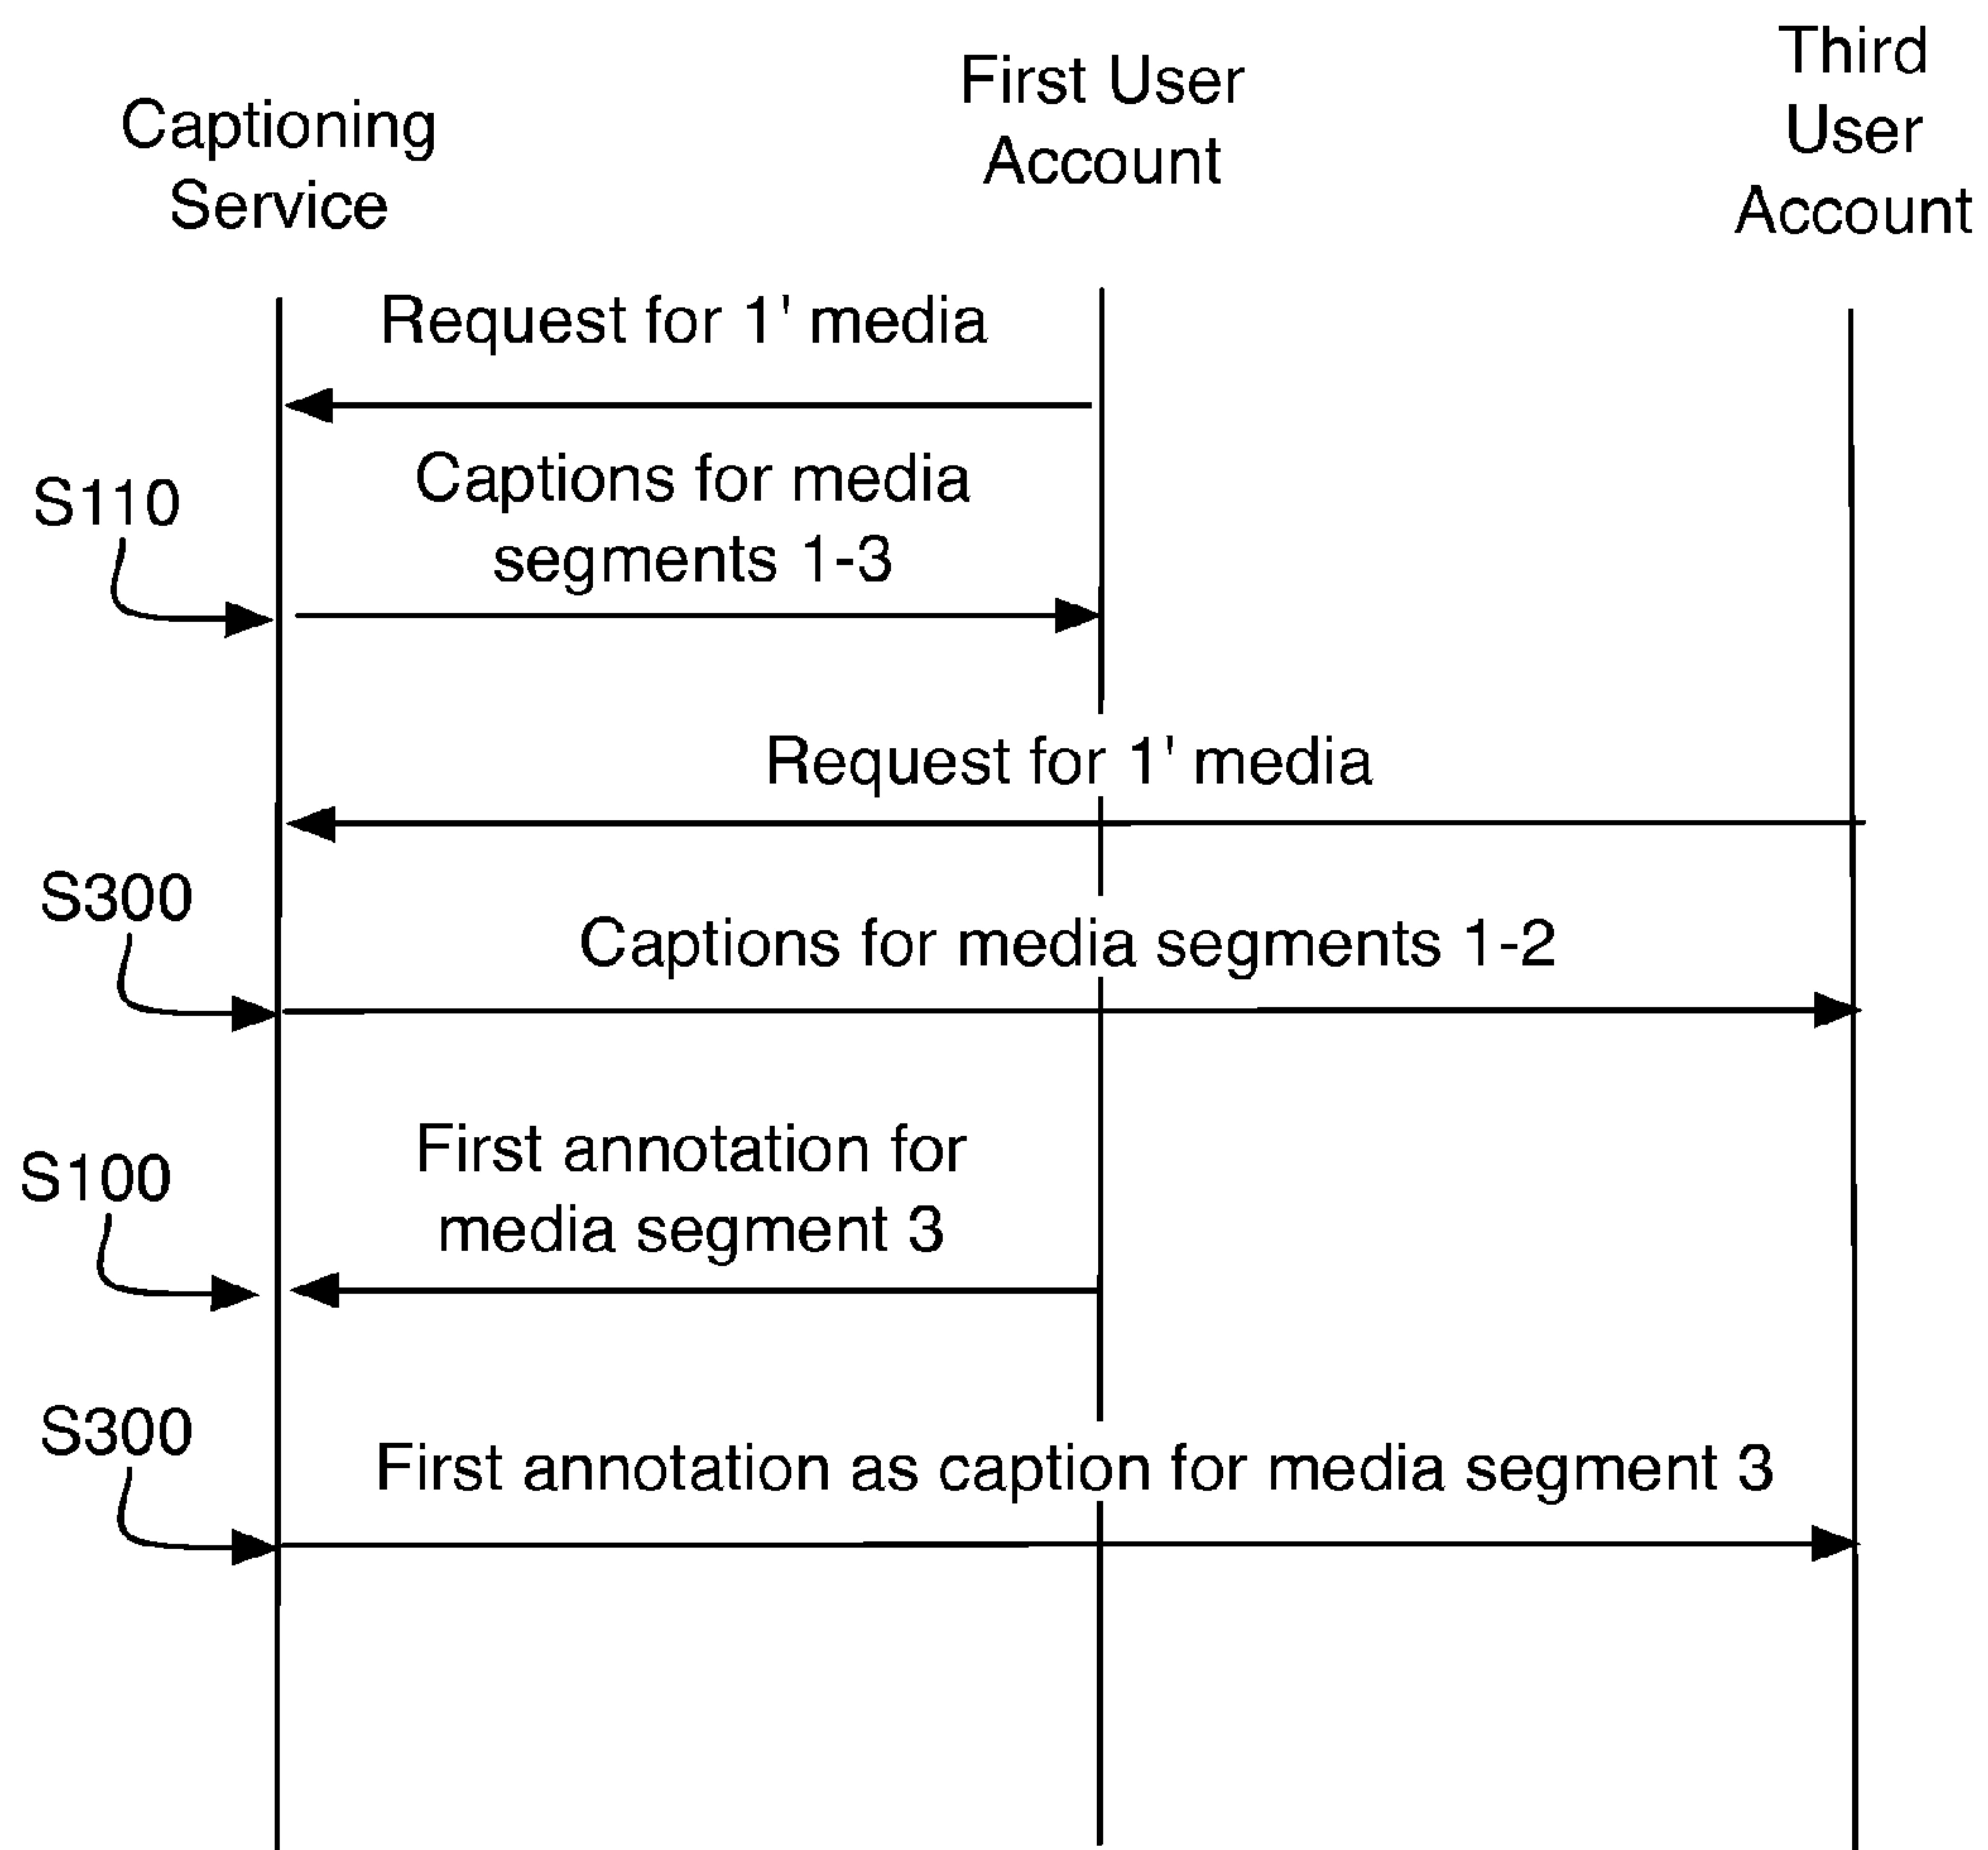 Captioning
Service
First User
Account
Third
User
Account
Request for 1' media
S110
Captions for media
segments 1-3
Request for 1' media
S300
Captions for media segments 1-2
S100
First annotation for
media segment 3
S300
First annotation as caption for media segment 3